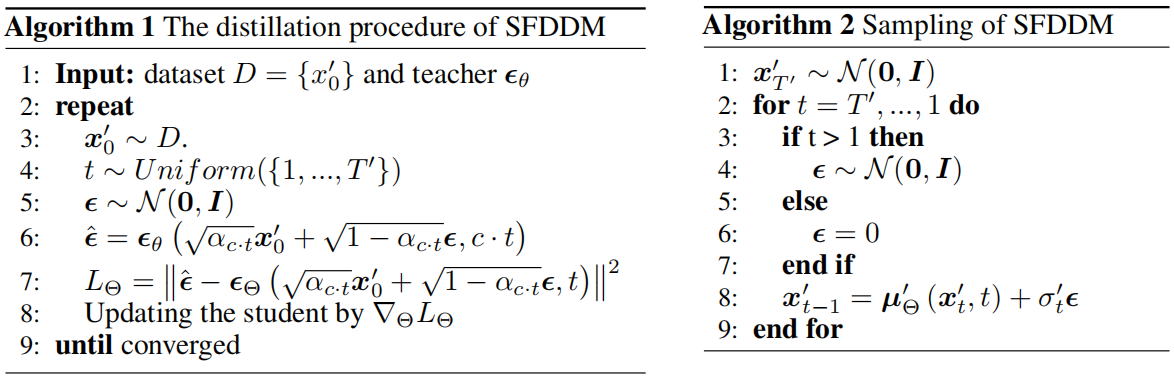 Algorithm 1 The distillation procedure of SFDDM
1: Input: dataset $D = \{x'_0\}$ and teacher $\boldsymbol{\epsilon}_\theta$
2: repeat
3: $\boldsymbol{x}'_0 \sim D.$
4: $t \sim Uniform(\{1, ..., T'\})$
5: $\boldsymbol{\epsilon} \sim \mathcal{N}(\mathbf{0}, \boldsymbol{I})$
6: $\hat{\boldsymbol{\epsilon}} = \boldsymbol{\epsilon}_\theta \left( \sqrt{\alpha_{c \cdot t}} \boldsymbol{x}'_0 + \sqrt{1 - \alpha_{c \cdot t}} \boldsymbol{\epsilon}, c \cdot t \right)$
7: $L_\Theta = \left\| \hat{\boldsymbol{\epsilon}} - \boldsymbol{\epsilon}_\Theta \left( \sqrt{\alpha_{c \cdot t}} \boldsymbol{x}'_0 + \sqrt{1 - \alpha_{c \cdot t}} \boldsymbol{\epsilon}, t \right) \right\|^2$
8: Updating the student by $\nabla_\Theta L_\Theta$
9: until converged
Algorithm 2 Sampling of SFDDM
1: $\boldsymbol{x}'_{T'} \sim \mathcal{N}(\mathbf{0}, \boldsymbol{I})$
2: for $t = T', ..., 1$ do
3: if t > 1 then
4: $\boldsymbol{\epsilon} \sim \mathcal{N}(\mathbf{0}, \boldsymbol{I})$
5: else
6: $\boldsymbol{\epsilon} = 0$
7: end if
8: $\boldsymbol{x}'_{t-1} = \boldsymbol{\mu}'_\Theta \left( \boldsymbol{x}'_t, t \right) + \sigma'_t \boldsymbol{\epsilon}$
9: end for